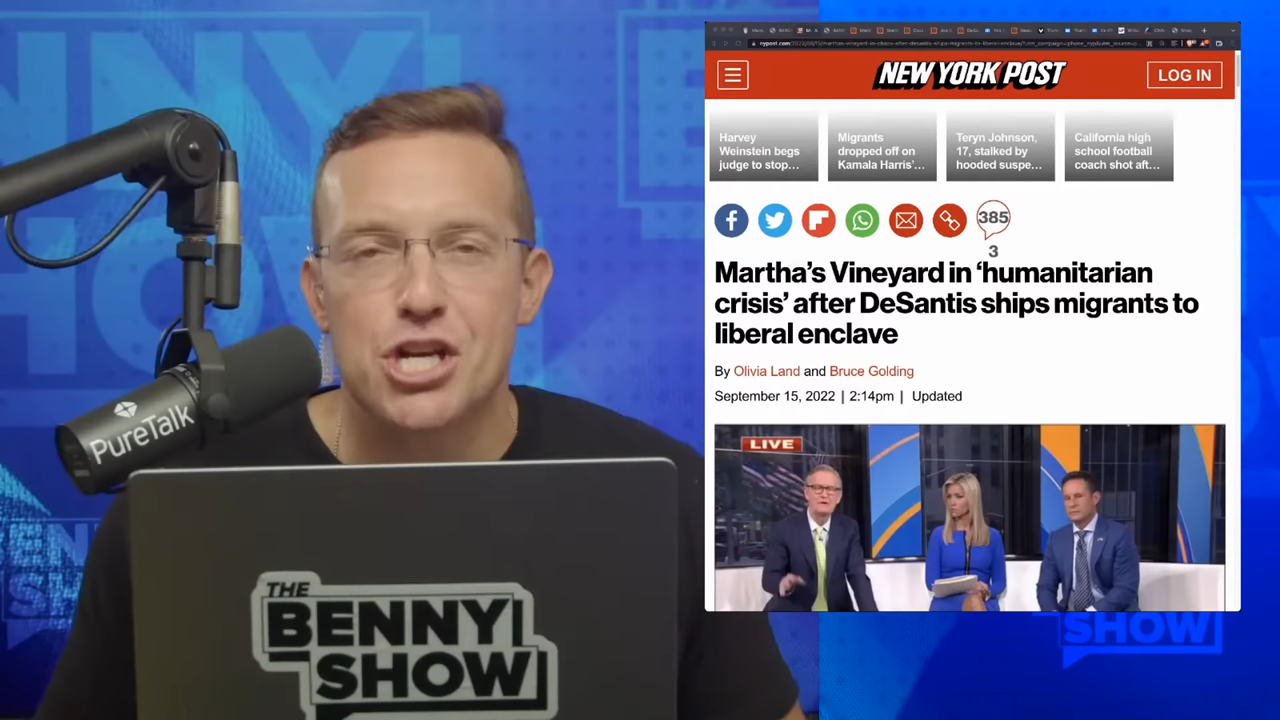 BENNY
SHOW
PureTalk
THE
BENNY
SHOW
NEW YORK POST
LOG IN
Harvey
Weinstein begs
judge to stop...
Migrants
dropped off on
Kamala Harris'...
Teryn Johnson,
17, stalked by
hooded suspe...
California high
school football
coach shot aft...
385
3
Martha's Vineyard in 'humanitarian
crisis' after DeSantis ships migrants to
liberal enclave
By Olivia Land and Bruce Golding
September 15, 2022 | 2:14pm | Updated
LIVE
SHOW